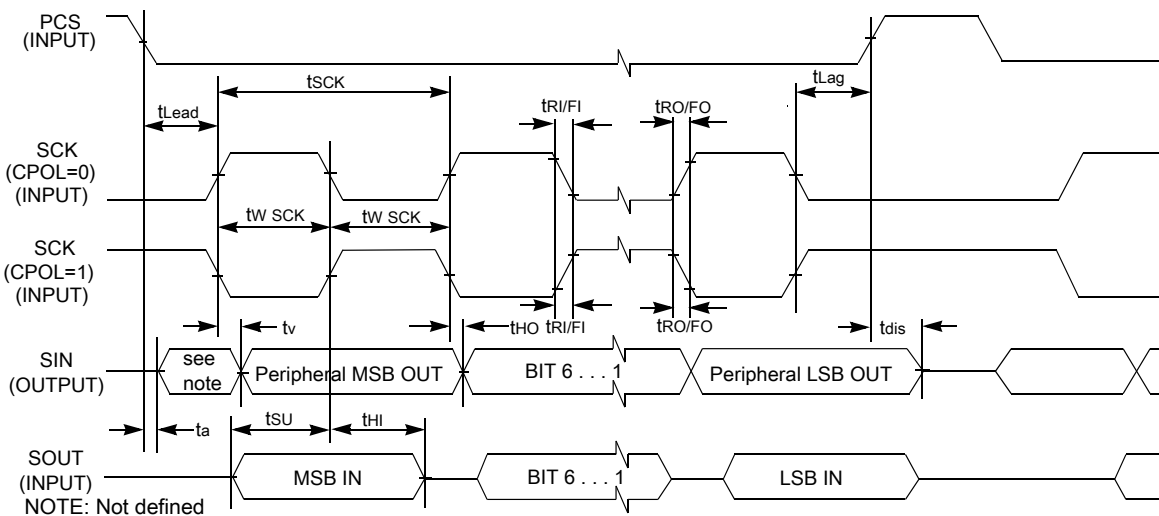 PCS
(INPUT)
tSCK
tLag
tLead
tRI/FI
tRO/FO
SCK
(CPOL=0)
(INPUT)
tW SCK
tW SCK
SCK
(CPOL=1)
(INPUT)
tv
tHO
tRI/FI
tRO/FO
tdis
SIN
(OUTPUT)
see
note
Peripheral MSB OUT
BIT 6 . . . 1
Peripheral LSB OUT
ta
tSU
tHI
SOUT
(INPUT)
MSB IN
BIT 6 . . . 1
LSB IN
NOTE: Not defined